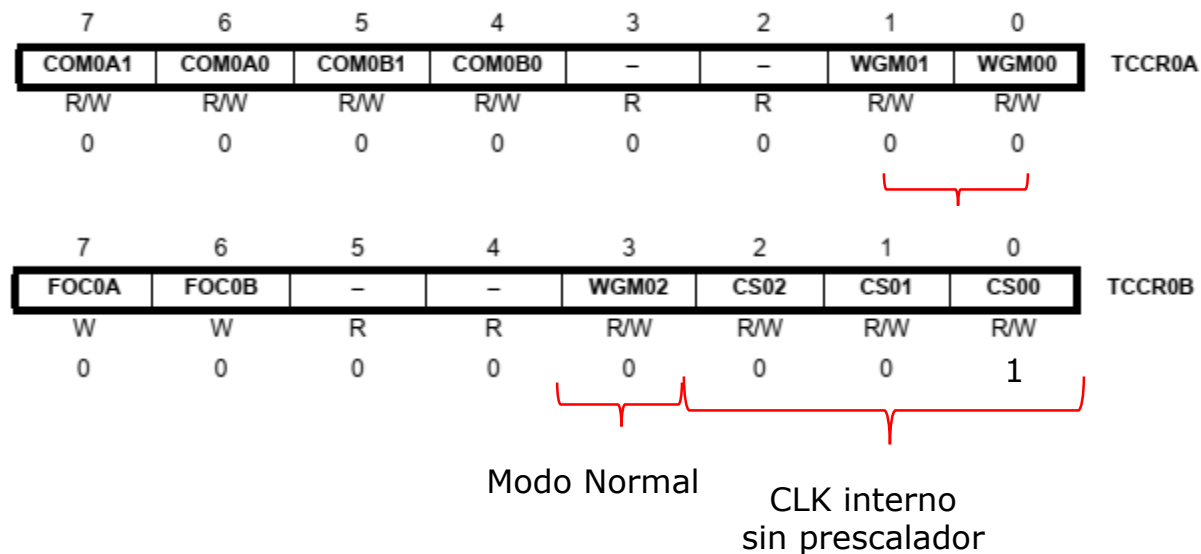 7 6 5 4 3 2 1 0
COM0A1 COM0A0 COM0B1 COM0B0 – – WGM01 WGM00 TCCR0A
R/W R/W R/W R/W R R R/W R/W
0 0 0 0 0 0 0 0
7 6 5 4 3 2 1 0
FOC0A FOC0B – – WGM02 CS02 CS01 CS00 TCCR0B
W W R R R/W R/W R/W R/W
0 0 0 0 0 0 0 1
Modo Normal
CLK interno
sin prescalador